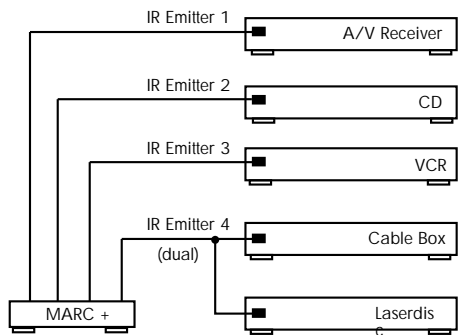 IR Emitter 1
A/V Receiver
IR Emitter 2
CD
IR Emitter 3
VCR
IR Emitter 4
(dual)
Cable Box
MARC +
Laserdis
c